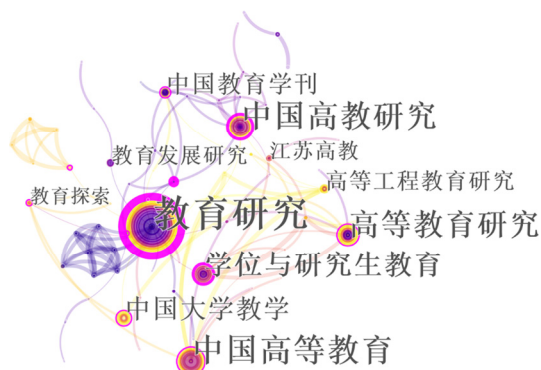 中国教育学刊
中国高教研究
教育发展研究
江苏高教
高等工程教育研究
教育探索
教育研究
高等教育研究
学位与研究生教育
中国大学教学
中国高等教育